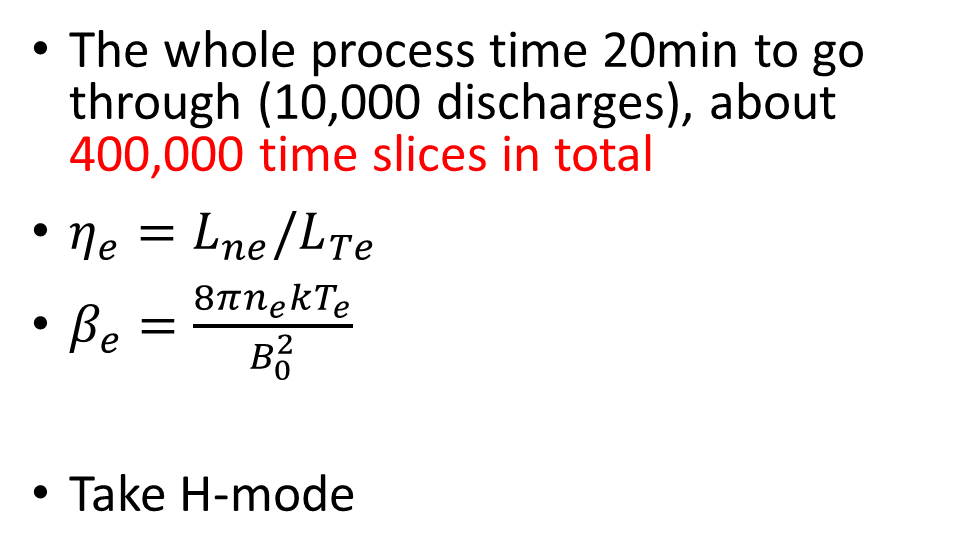 • The whole process time 20min to go
through (10,000 discharges), about
400,000 time slices in total
• 𝜂𝑒 = 𝐿𝑛𝑒/𝐿𝑇𝑒
• 𝛽𝑒 = 8𝜋𝑛𝑒𝑘𝑇𝑒/𝐵₀²
• Take H-mode